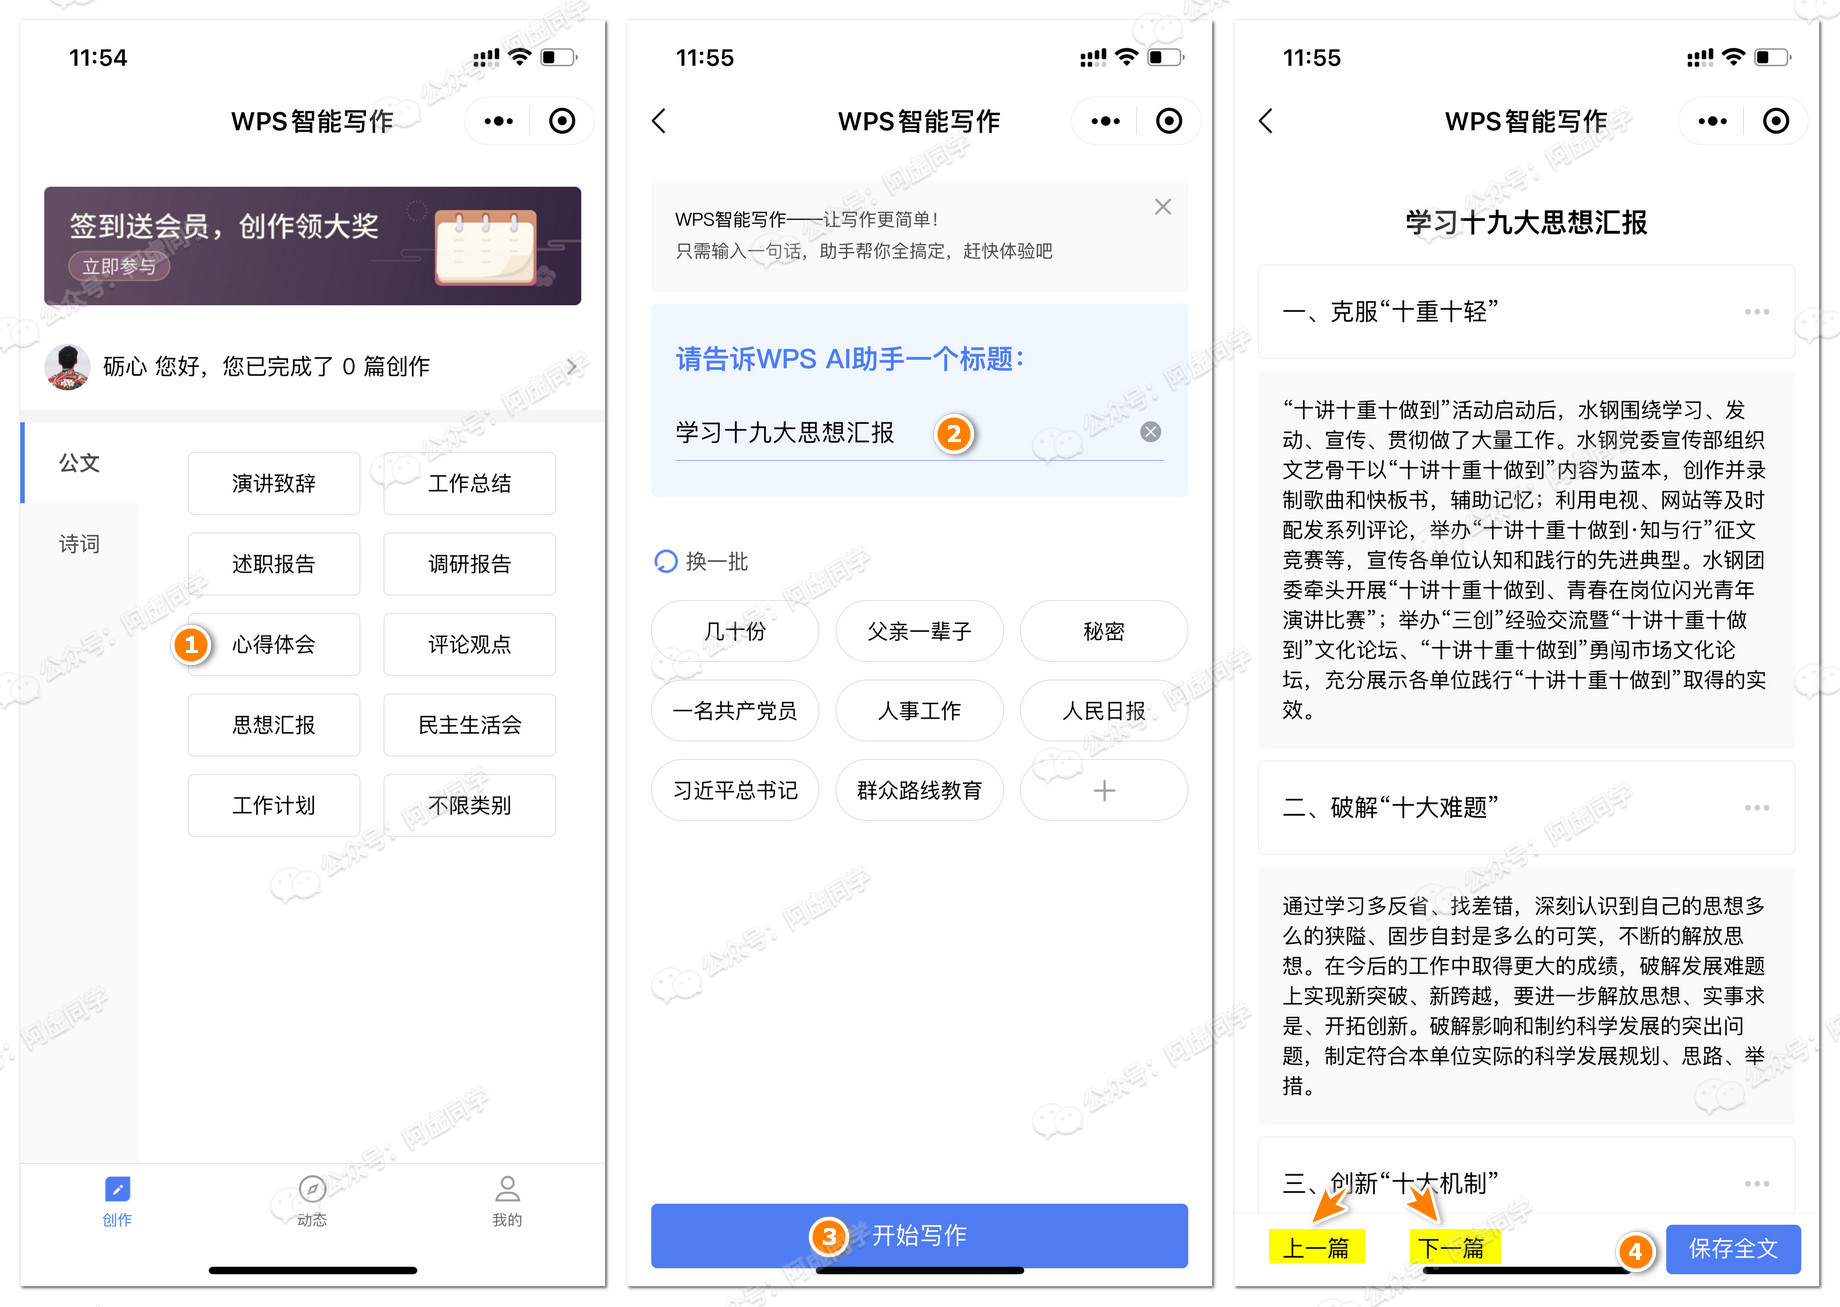 11:54
WPS智能写作
签到送会员，创作领大奖
立即参与
砺心 您好，您已完成了 0 篇创作
公文
诗词
演讲致辞
工作总结
述职报告
调研报告
1
心得体会
评论观点
思想汇报
民主生活会
工作计划
不限类别
创作
动态
我的
11:55
WPS智能写作
WPS智能写作——让写作更简单！
只需输入一句话，助手帮你全搞定，赶快体验吧
请告诉WPS AI助手一个标题：
学习十九大思想汇报
2
换一批
几十份
父亲一辈子
秘密
一名共产党员
人事工作
人民日报
习近平总书记
群众路线教育
3
开始写作
11:55
WPS智能写作
学习十九大思想汇报
一、克服“十重十轻”
“十讲十重十做到”活动启动后，水钢围绕学习、发
动、宣传、贯彻做了大量工作。水钢党委宣传部组织
文艺骨干以“十讲十重十做到”内容为蓝本，创作并录
制歌曲和快板书，辅助记忆；利用电视、网站等及时
配发系列评论，举办“十讲十重十做到·知与行”征文
竞赛等，宣传各单位认知和践行的先进典型。水钢团
委牵头开展“十讲十重十做到、青春在岗位闪光青年
演讲比赛”；举办“三创”经验交流暨“十讲十重十做
到”文化论坛、“十讲十重十做到”勇闯市场文化论
坛，充分展示各单位践行“十讲十重十做到”取得的实
效。
二、破解“十大难题”
通过学习多反省、找差错，深刻认识到自己的思想多
么的狭隘、固步自封是多么的可笑，不断的解放思
想。在今后的工作中取得更大的成绩，破解发展难题
上实现新突破、新跨越，要进一步解放思想、实事求
是、开拓创新。破解影响和制约科学发展的突出问
题，制定符合本单位实际的科学发展规划、思路、举
措。
三、创新“十大机制”
上一篇
下一篇
4
保存全文
公众号：阿虚同学